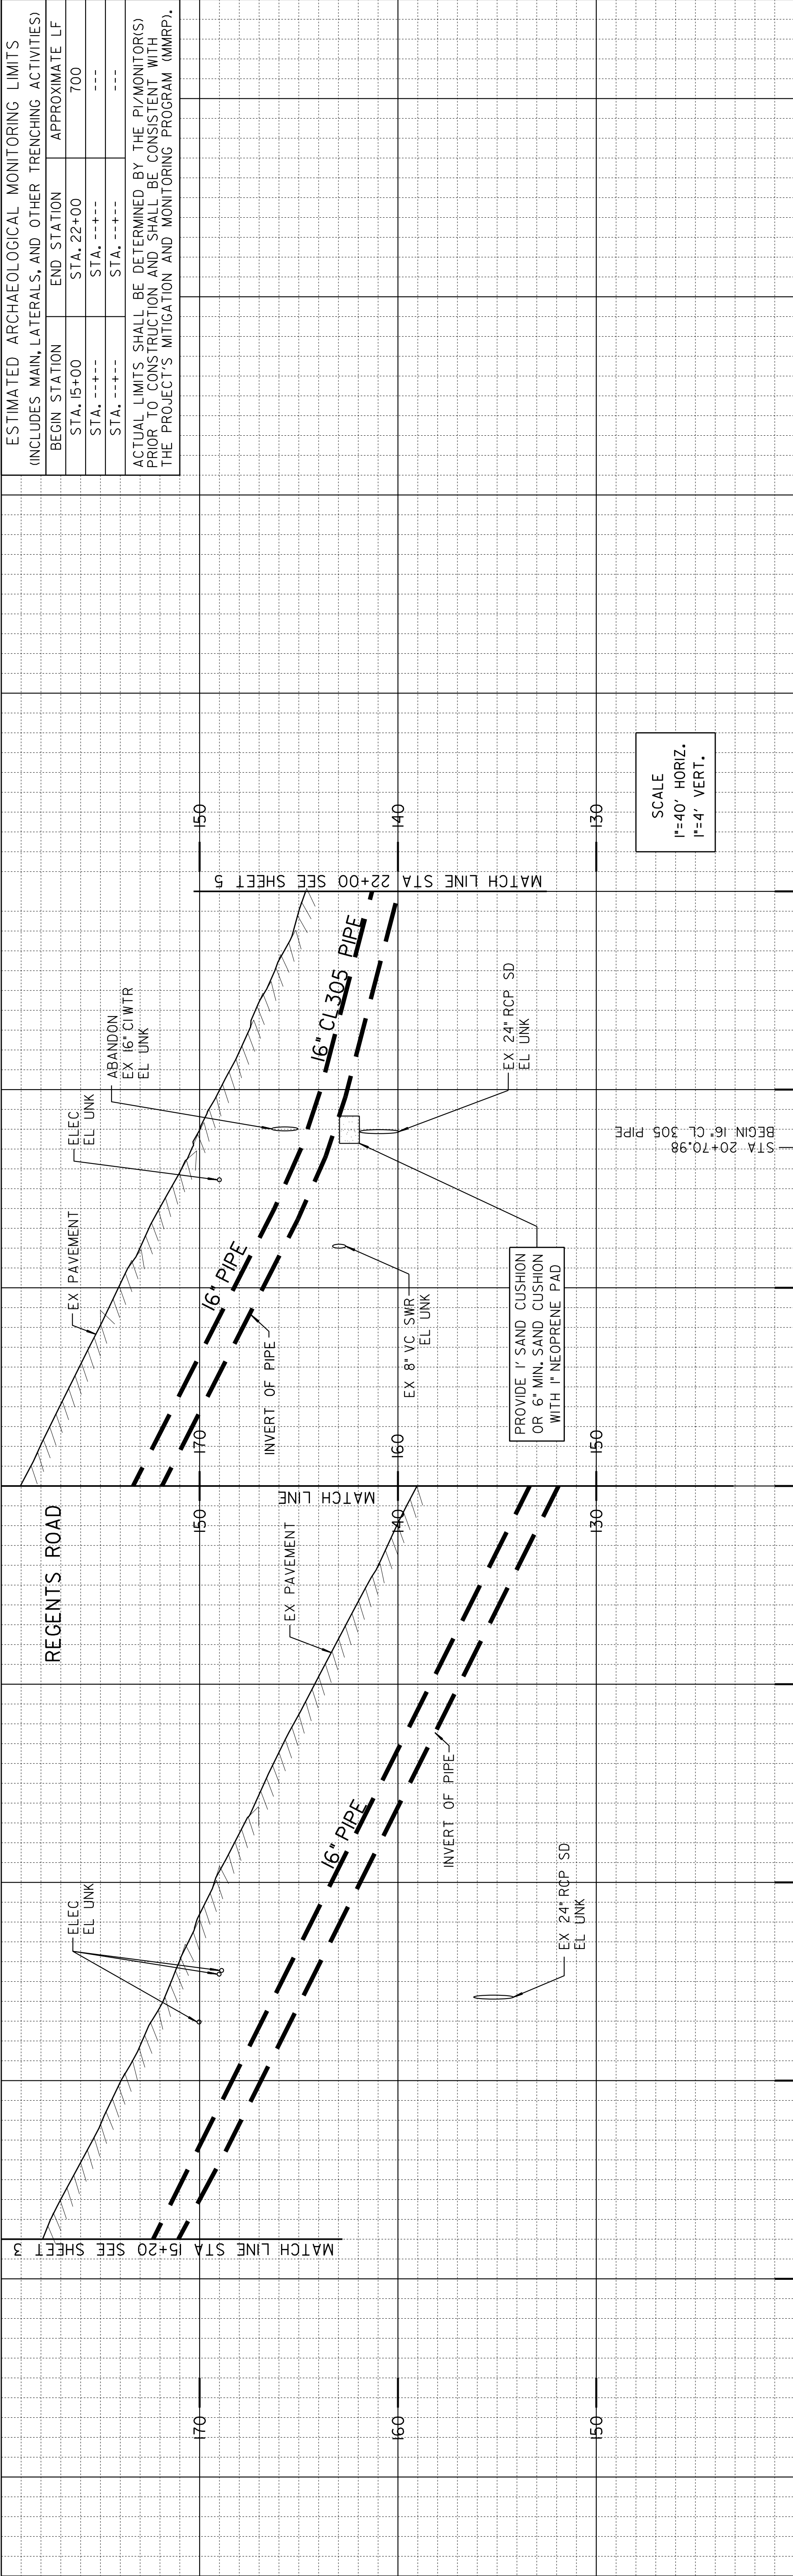 ESTIMATED ARCHAEOLOGICAL MONITORING LIMITS
(INCLUDES MAIN, LATERALS, AND OTHER TRENCHING ACTIVITIES)
BEGIN STATION END STATION APPROXIMATE LF
STA. 15+00 STA. 22+00 700
STA. --+-- STA. --+-- ---
STA. --+-- STA. --+-- ---
ACTUAL LIMITS SHALL BE DETERMINED BY THE PI/MONITOR(S)
PRIOR TO CONSTRUCTION AND SHALL BE CONSISTENT WITH
THE PROJECT'S MITIGATION AND MONITORING PROGRAM (MMRP).
REGENTS ROAD
170
160
150
MATCH LINE STA 15+20 SEE SHEET 3
ELEC
EL UNK
EX 24" RCP SD
EL UNK
16" PIPE
INVERT OF PIPE
EX PAVEMENT
MATCH LINE
150
140
130
170
160
150
EX PAVEMENT
16" PIPE
INVERT OF PIPE
EX 8" VC SWR
EL UNK
PROVIDE 1' SAND CUSHION
OR 6" MIN. SAND CUSHION
WITH 1" NEOPRENE PAD
ELEC
EL UNK
ABANDON
EX 16" CI WTR
EL UNK
16" CL305 PIPE
EX 24" RCP SD
EL UNK
STA 20+70.98
BEGIN 16" CL 305 PIPE
MATCH LINE STA 22+00 SEE SHEET 5
150
140
130
SCALE
1"=40' HORIZ.
1"=4' VERT.